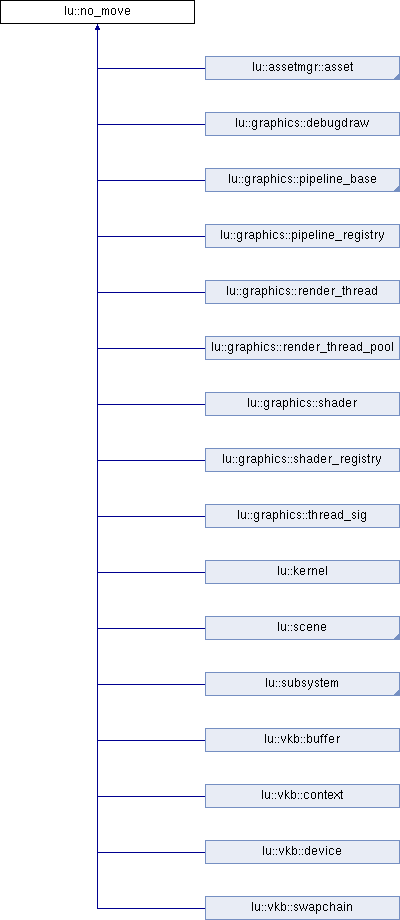 lu::no_move
lu::assetmgr::asset
lu::graphics::debugdraw
lu::graphics::pipeline_base
lu::graphics::pipeline_registry
lu::graphics::render_thread
lu::graphics::render_thread_pool
lu::graphics::shader
lu::graphics::shader_registry
lu::graphics::thread_sig
lu::kernel
lu::scene
lu::subsystem
lu::vkb::buffer
lu::vkb::context
lu::vkb::device
lu::vkb::swapchain